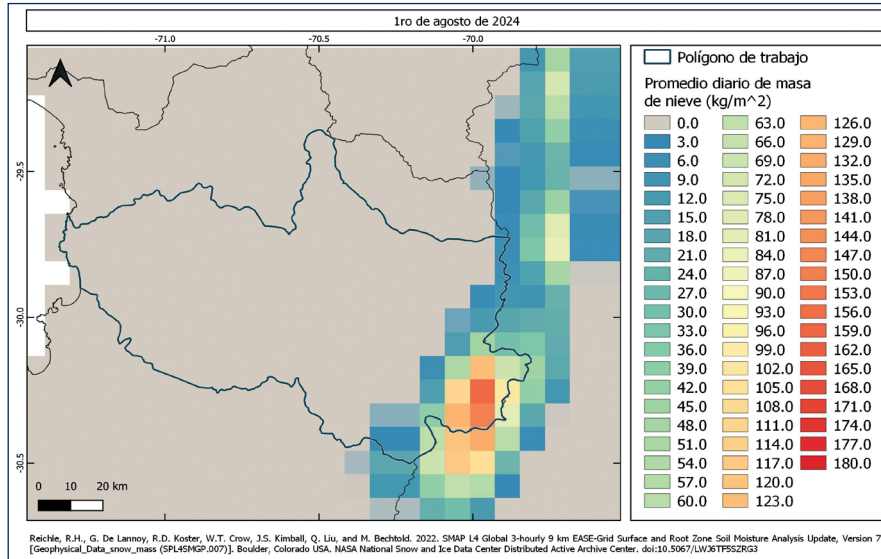 1ro de agosto de 2024
-71.0 -70.5 -70.0
-29.5
-30.0
-30.5
0 10 20 km
Polígono de trabajo
Promedio diario de masa
de nieve (kg/m^2)
0.0 63.0 126.0
3.0 66.0 129.0
6.0 69.0 132.0
9.0 72.0 135.0
12.0 75.0 138.0
15.0 78.0 141.0
18.0 81.0 144.0
21.0 84.0 147.0
24.0 87.0 150.0
27.0 90.0 153.0
30.0 93.0 156.0
33.0 96.0 159.0
36.0 99.0 162.0
39.0 102.0 165.0
42.0 105.0 168.0
45.0 108.0 171.0
48.0 111.0 174.0
51.0 114.0 177.0
54.0 117.0 180.0
57.0 120.0
60.0 123.0
Reichle, R.H., G. De Lannoy, R.D. Koster, W.T. Crow, J.S. Kimball, Q. Liu, and M. Bechtold. 2022. SMAP L4 Global 3-hourly 9 km EASE-Grid Surface and Root Zone Soil Moisture Analysis Update, Version 7
[Geophysical_Data_snow_mass (SPL4SMGP.007)]. Boulder, Colorado USA. NASA National Snow and Ice Data Center Distributed Active Archive Center. doi:10.5067/LWJ6TF5SZRG3